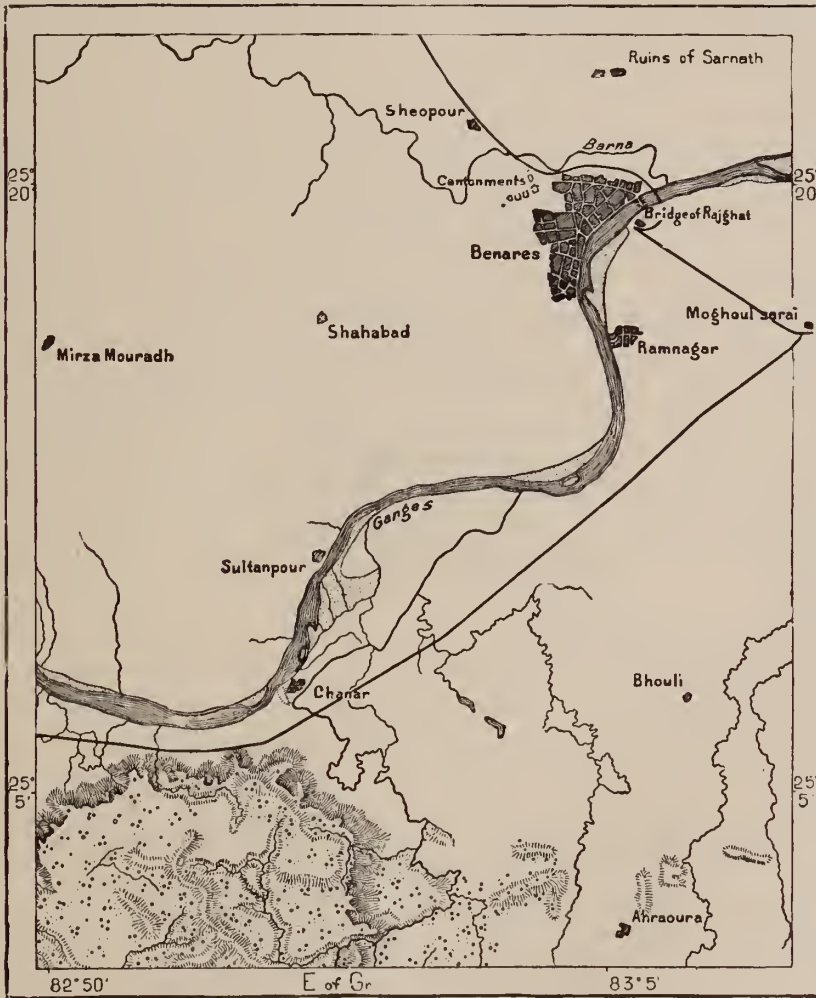 Ruins of Sarnath
Sheopour
Barna
25°
20'
25°
20'
Cantonments
Bridge of Rajghat
Benares
Moghoul sarai
Shahabad
Mirza Mouradh
Ramnagar
Ganges
Sultanpour
Chanar
Bhouli
25°
5'
25°
5'
Ahraoura
82°50'
E of Gr
83°5'